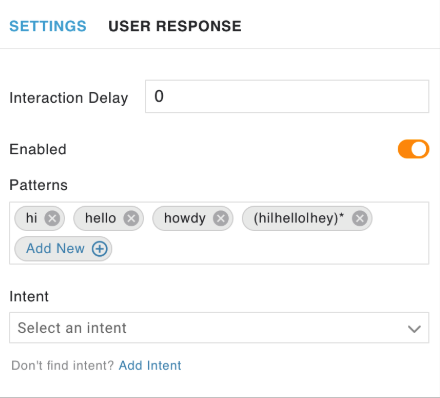 SETTINGS USER RESPONSE
Interaction Delay 0
Enabled
Patterns
hi hello howdy (hi|hello|hey)*
Add New
Intent
Select an intent
Don't find intent? Add Intent